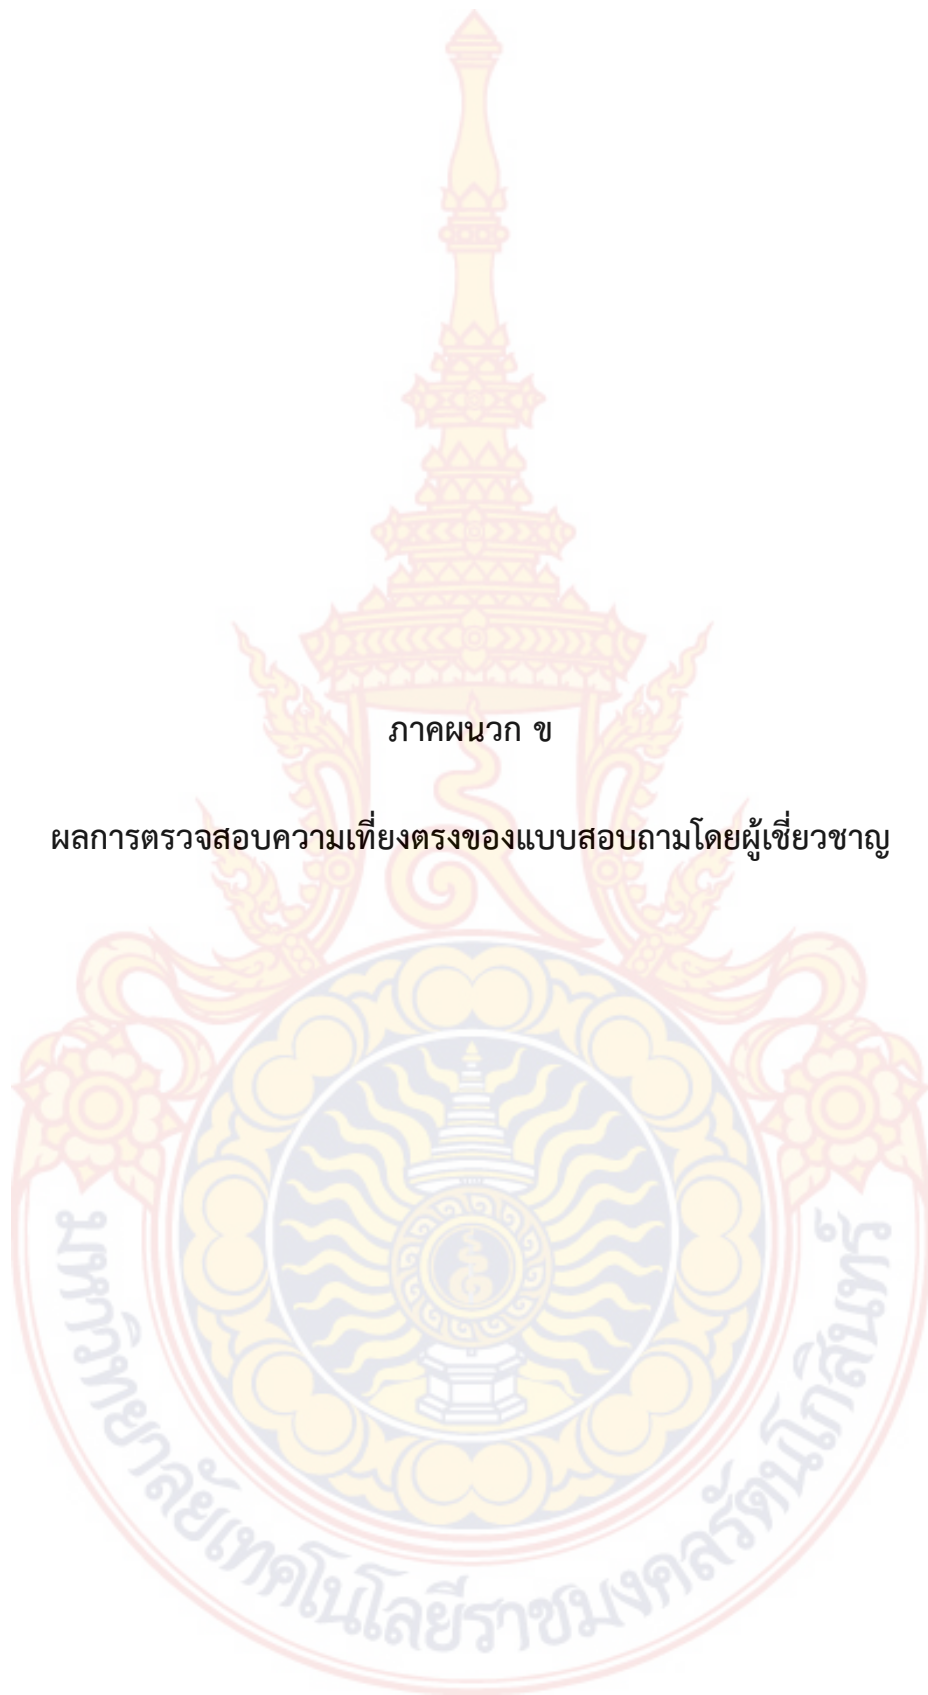 ภาคผนวก ข
ผลการตรวจสอบความเที่ยงตรงของแบบสอบถามโดยผู้เชี่ยวชาญ
มหาวิทยาลัยเทคโนโลยีราชมงคลรัตนโกสินทร์